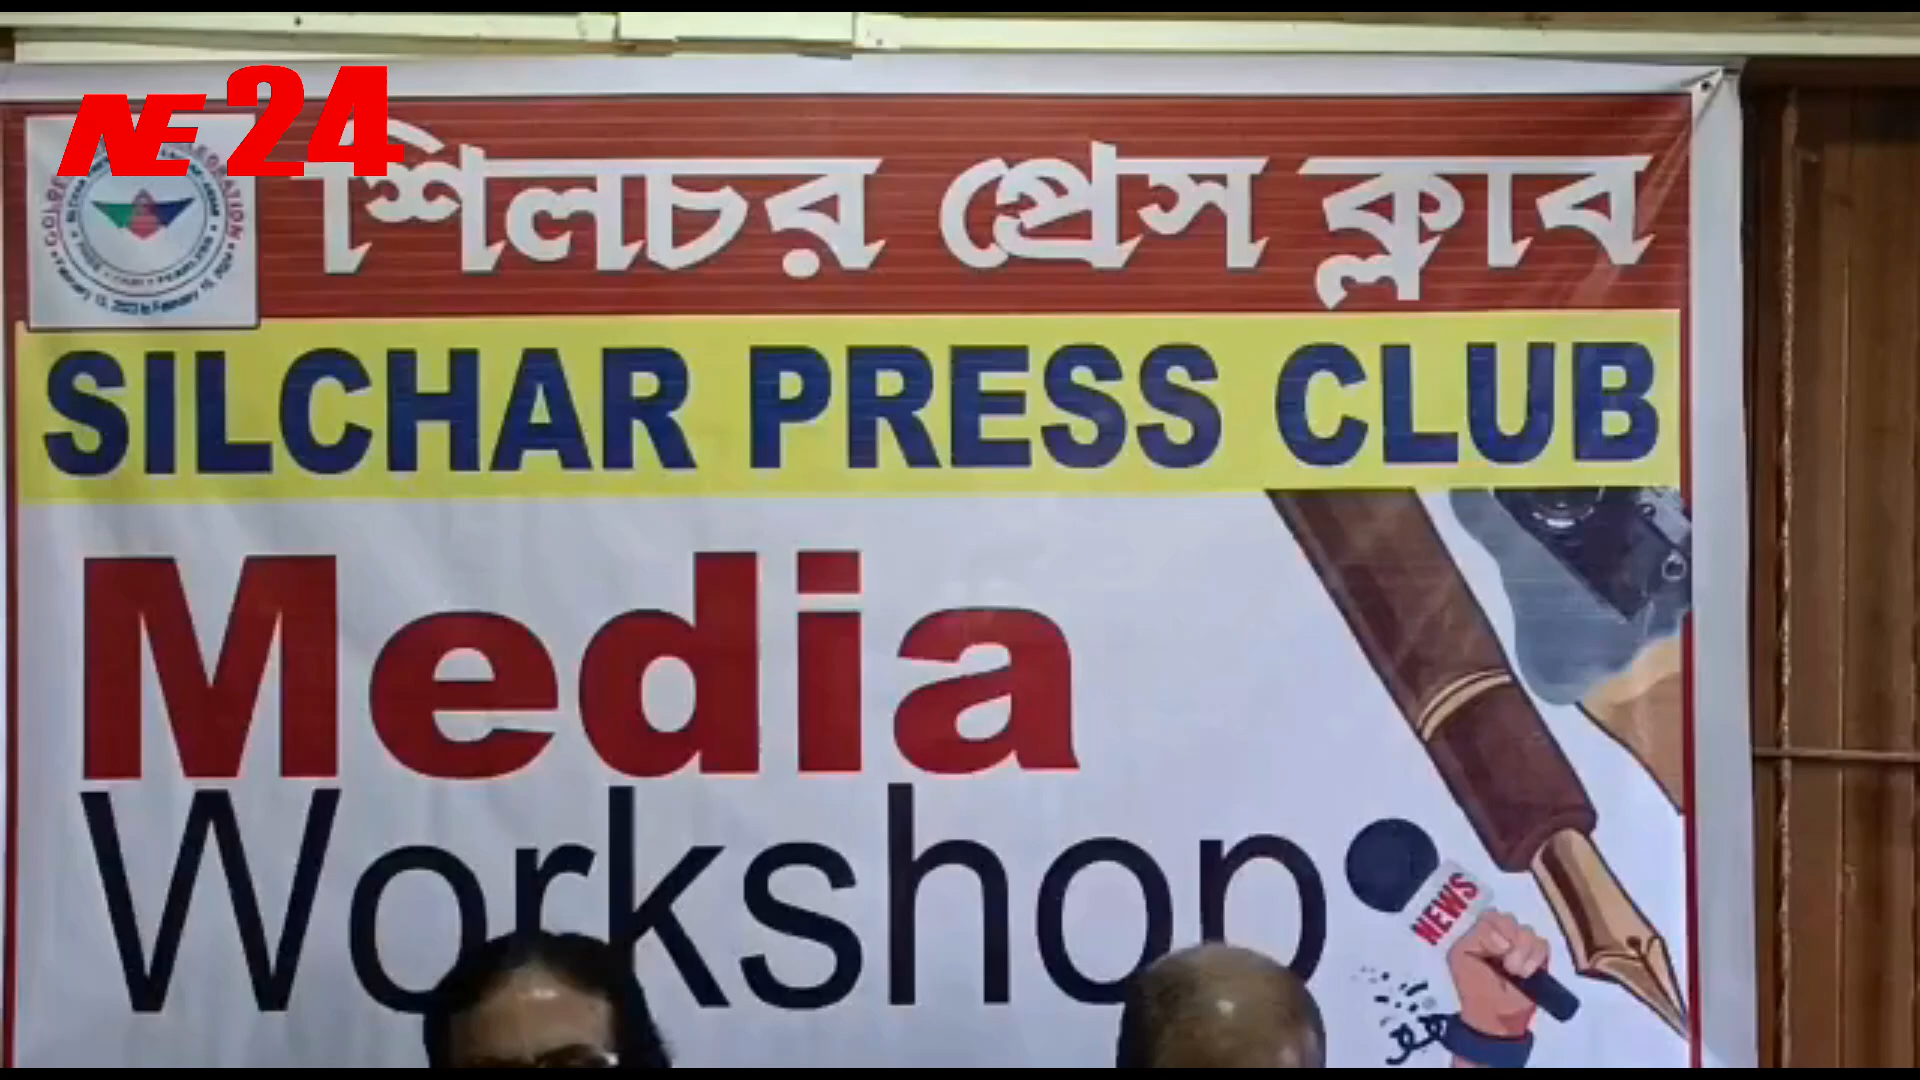 NE 24
শিলচর প্রেস ক্লাব
SILCHAR PRESS CLUB
Media
Workshop
NEWS